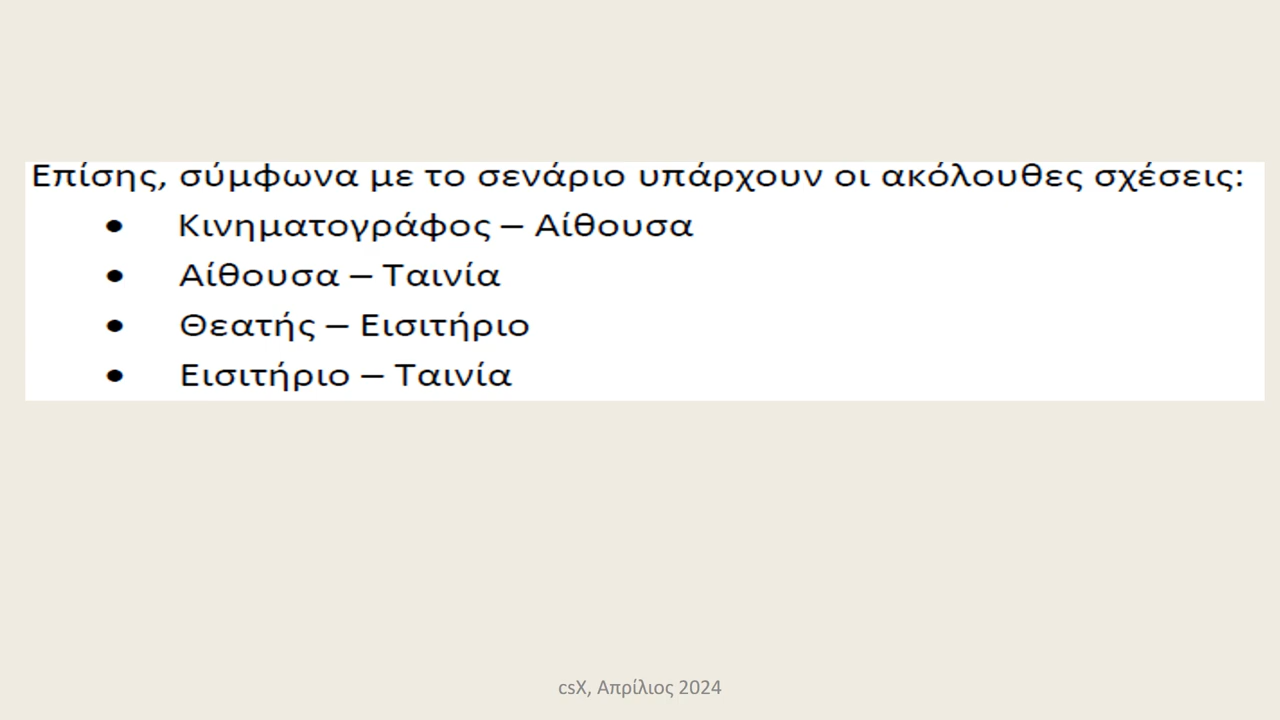 Επίσης, σύμφωνα με το σενάριο υπάρχουν οι ακόλουθες σχέσεις:
• Κινηματογράφος – Αίθουσα
• Αίθουσα – Ταινία
• Θεατής – Εισιτήριο
• Εισιτήριο – Ταινία
csX, Απρίλιος 2024